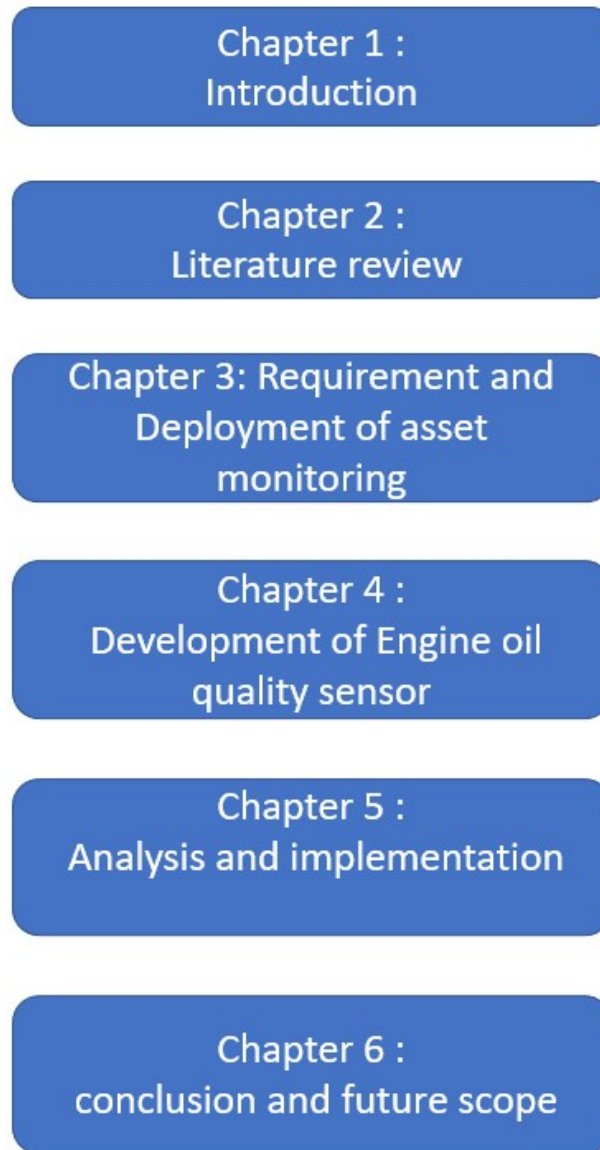 Chapter 1 :
Introduction
Chapter 2 :
Literature review
Chapter 3: Requirement and
Deployment of asset
monitoring
Chapter 4 :
Development of Engine oil
quality sensor
Chapter 5 :
Analysis and implementation
Chapter 6 :
conclusion and future scope